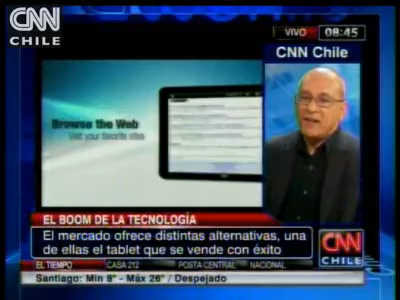 CNN
CHILE
VIVO
08:45
CNN Chile
Browse the Web
Visit your favorite sites
EL BOOM DE LA TECNOLOGÍA
El mercado ofrece distintas alternativas, una
de ellas el tablet que se vende con éxito
CNN
CHILE
EL TIEMPO
CASA 212
POSTA CENTRAL
NACIONAL
Santiago: Min 8° - Máx 26° / Despejado